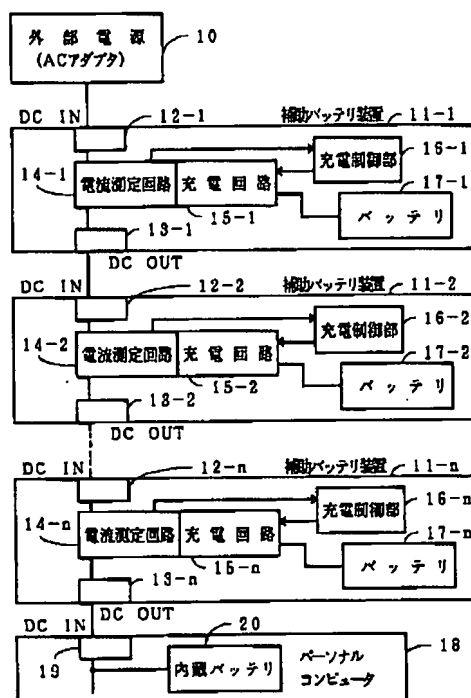 外部電源
(ACアダプタ)
10
DC IN
12-1
補助バッテリ装置
11-1
14-1
電流測定回路
充電回路
充電制御部
16-1
17-1
15-1
バッテリ
13-1
DC OUT
DC IN
12-2
補助バッテリ装置
11-2
14-2
電流測定回路
充電回路
充電制御部
16-2
17-2
15-2
バッテリ
13-2
DC OUT
DC IN
12-n
補助バッテリ装置
11-n
14-n
電流測定回路
充電回路
充電制御部
16-n
17-n
15-n
バッテリ
13-n
DC OUT
DC IN
20
18
19
内蔵バッテリ
パーソナル
コンピュータ